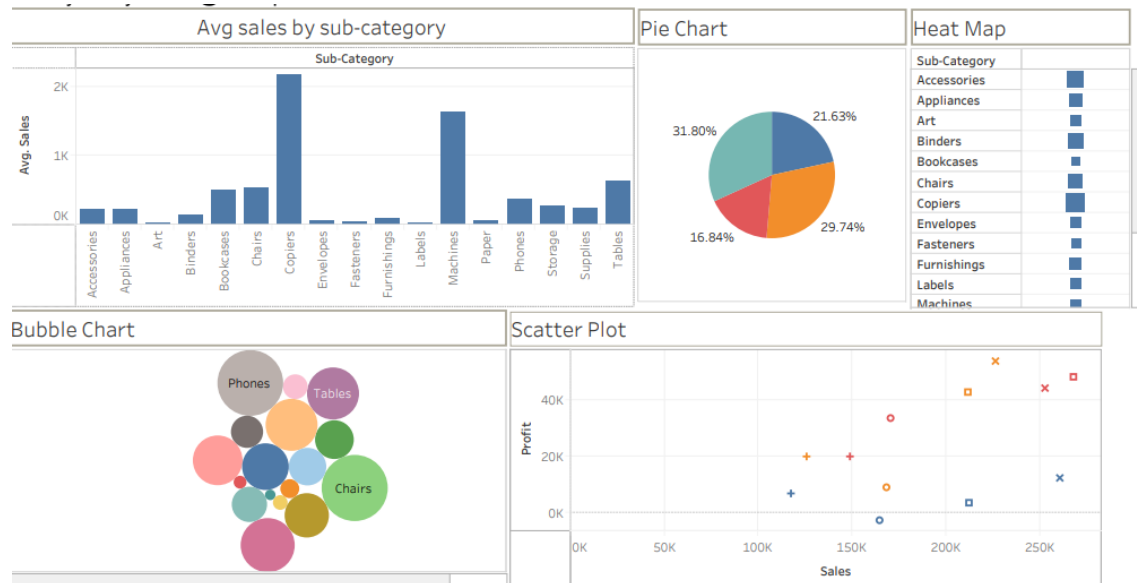 Avg sales by sub-category
Sub-Category
Avg. Sales
2K
1K
0K
Accessories
Appliances
Art
Binders
Bookcases
Chairs
Copiers
Envelopes
Fasteners
Furnishings
Labels
Machines
Paper
Phones
Storage
Supplies
Tables
Pie Chart
21.63%
31.80%
29.74%
16.84%
Heat Map
Sub-Category
Accessories
Appliances
Art
Binders
Bookcases
Chairs
Copiers
Envelopes
Fasteners
Furnishings
Labels
Machines
Bubble Chart
Phones
Tables
Chairs
Scatter Plot
Profit
40K
20K
0K
0K
50K
100K
150K
200K
250K
Sales